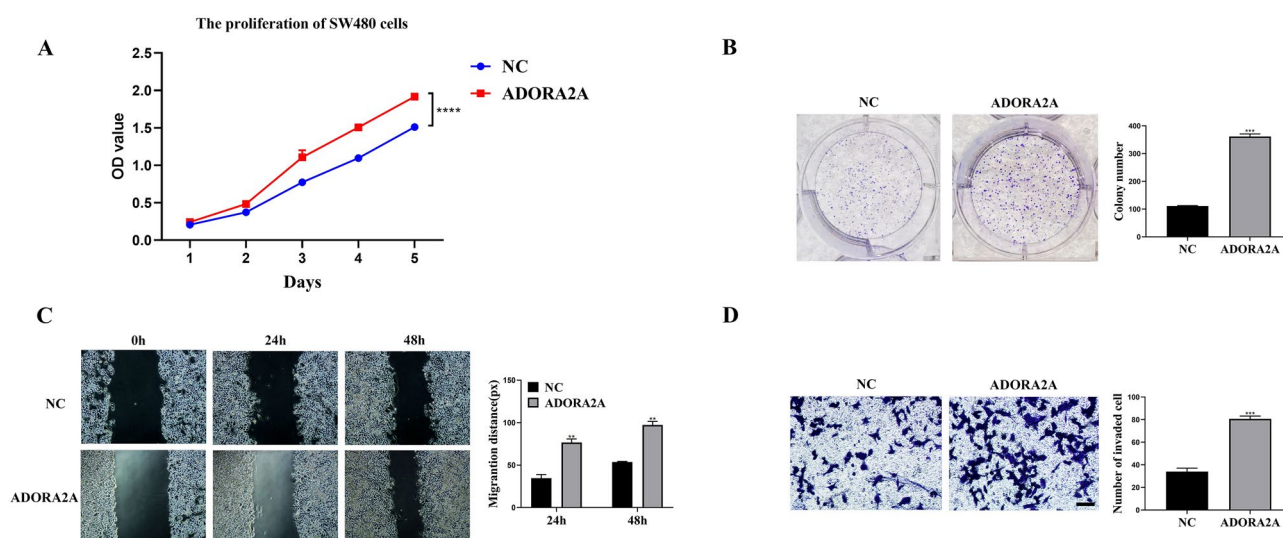 The proliferation of SW480 cells
A
2.5
2.0
1.5
1.0
0.5
0.0
OD value
1 2 3 4 5
Days
NC
ADORA2A
****
B
NC ADORA2A
400
300
200
100
0
Colony number
***
NC ADORA2A
C
0h 24h 48h
NC
ADORA2A
150
100
50
0
Migrantion distance(px)
NC
ADORA2A
**
**
24h 48h
D
NC ADORA2A
100
80
60
40
20
0
Number of invaded cell
***
NC ADORA2A